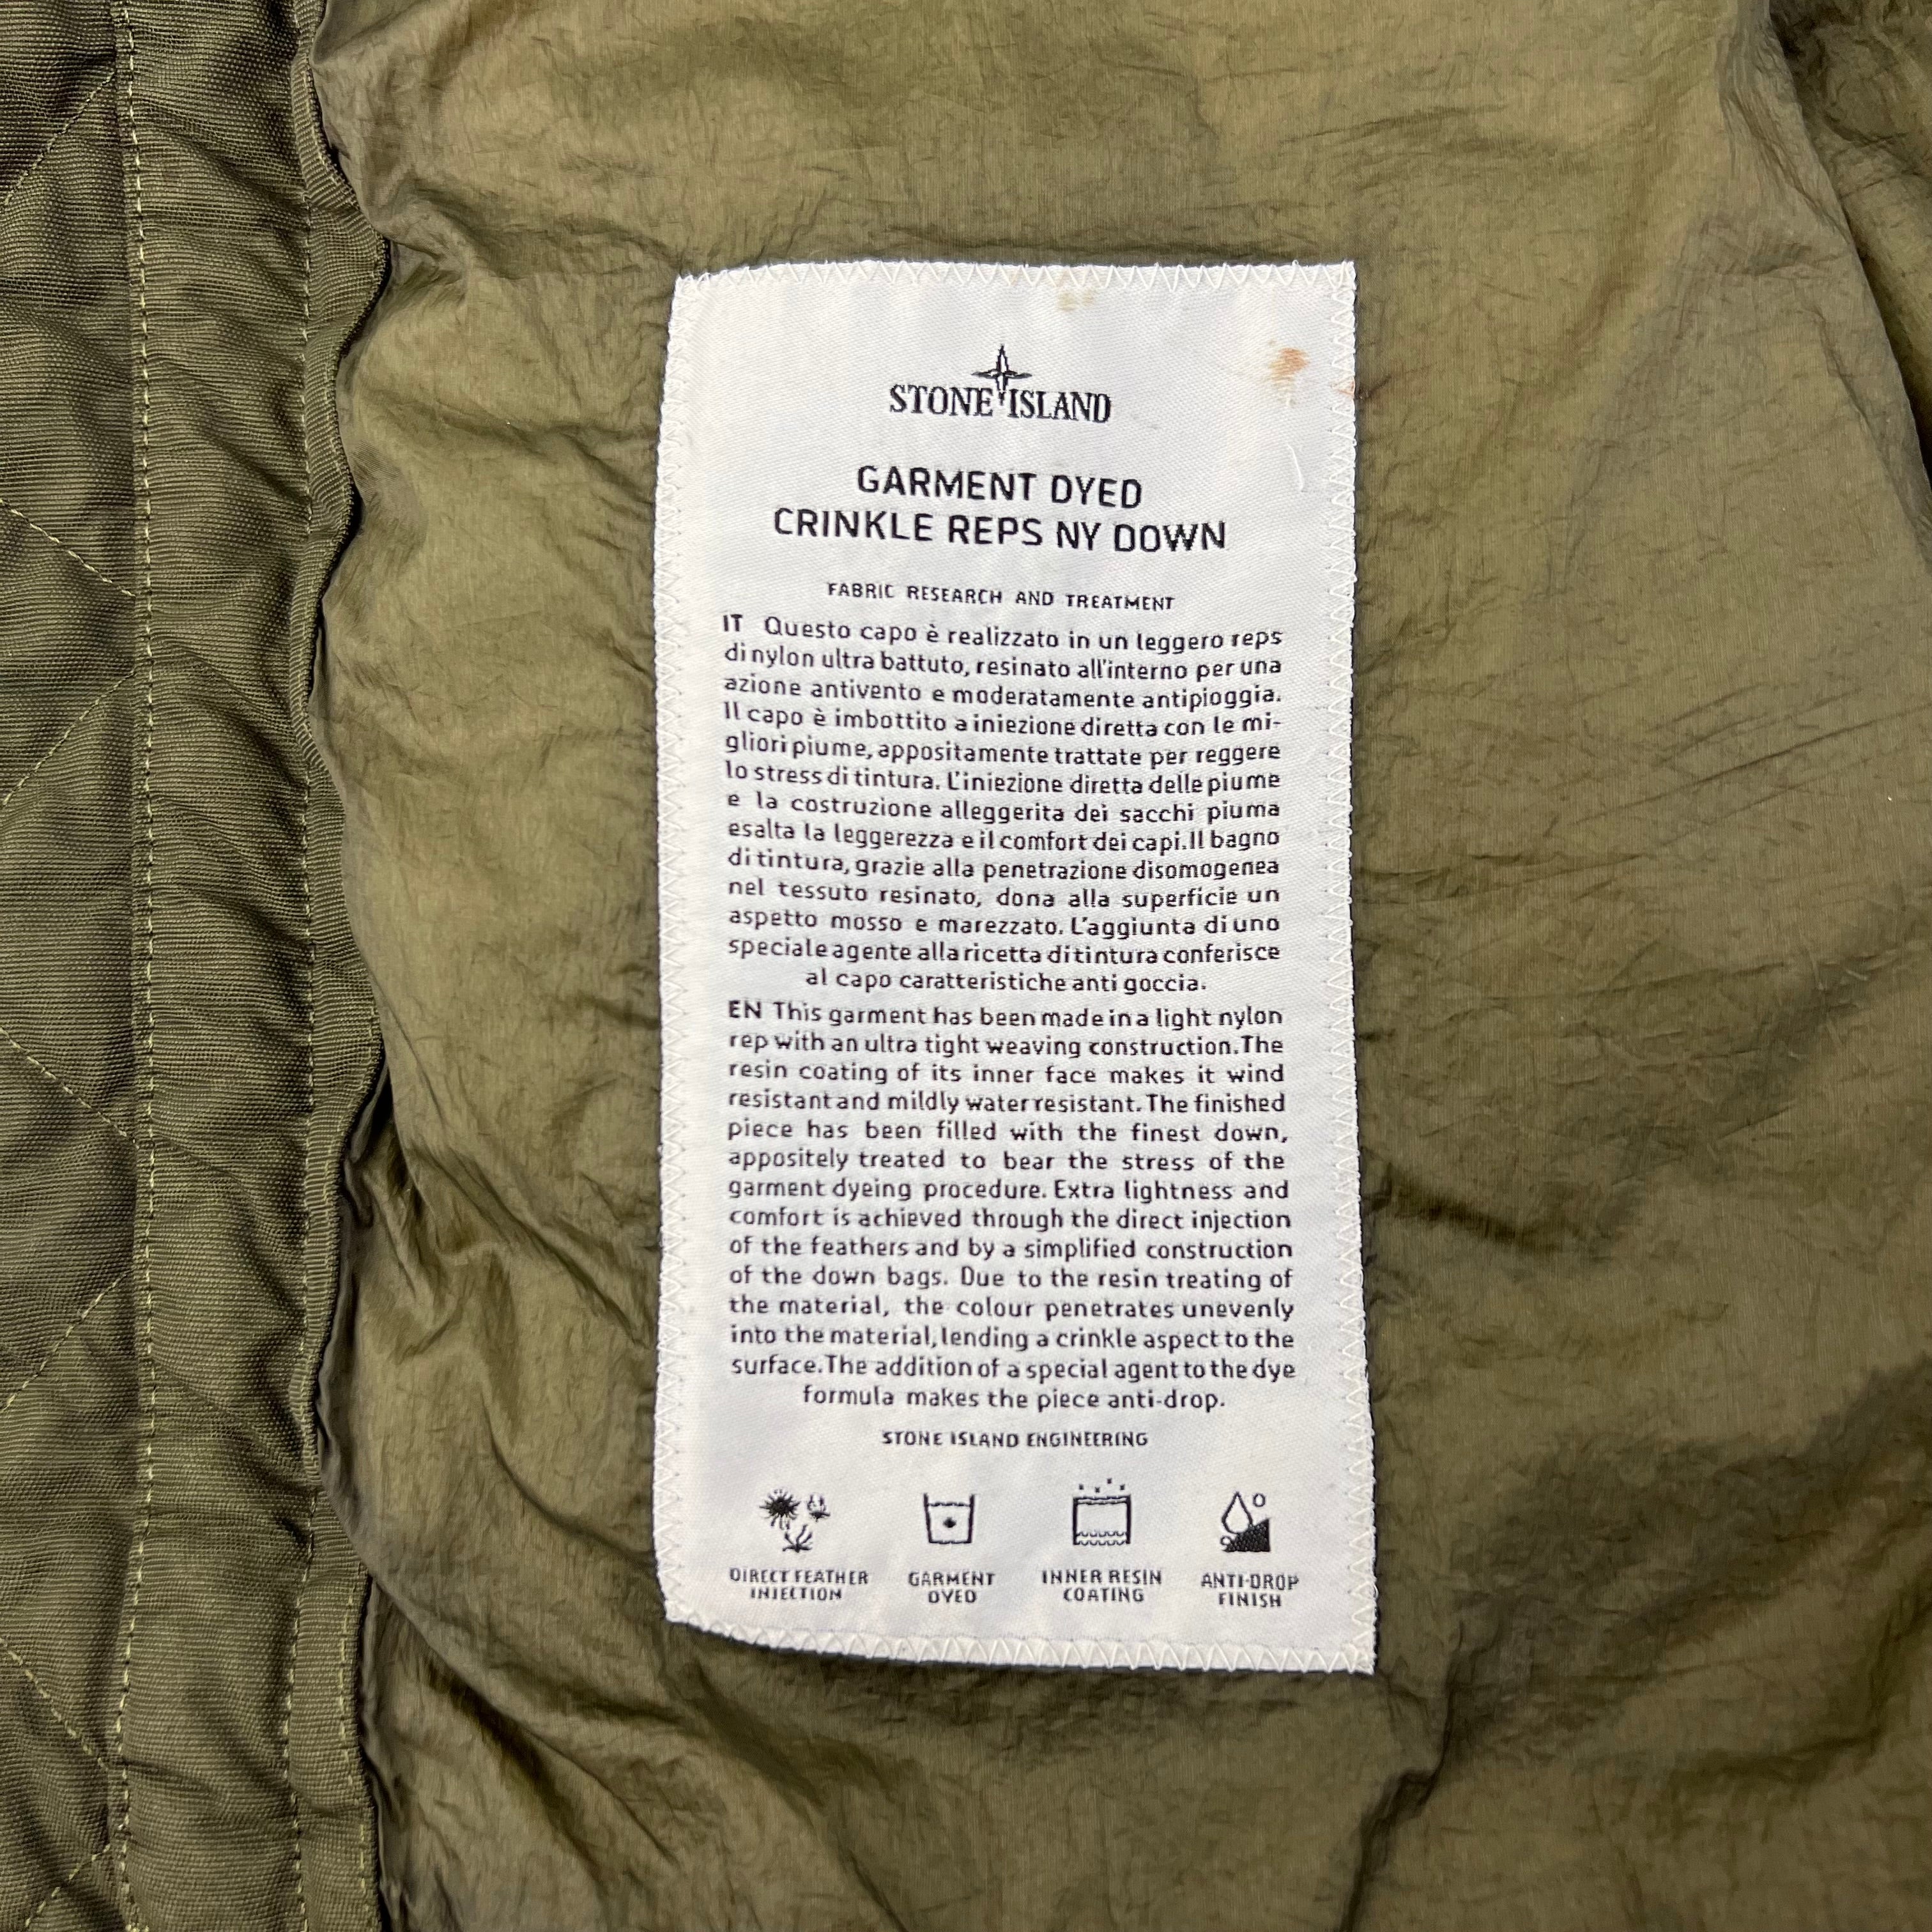 STONE ISLAND
GARMENT DYED
CRINKLE REPS NY DOWN
FABRIC RESEARCH AND TREATMENT
IT Questo capo è realizzato in un leggero reps
di nylon ultra battuto, resinato all'interno per una
azione antivento e moderatamente antipioggia.
Il capo è imbottito a iniezione diretta con le mi-
gliori piume, appositamente trattate per reggere
lo stress di tintura. L'iniezione diretta delle piume
e la costruzione alleggerita dei sacchi piuma
esalta la leggerezza e il comfort dei capi. Il bagno
di tintura, grazie alla penetrazione disomogenea
nel tessuto resinato, dona alla superficie un
aspetto mosso e marezzato. L'aggiunta di uno
speciale agente alla ricetta di tintura conferisce
al capo caratteristiche anti goccia.
EN This garment has been made in a light nylon
rep with an ultra tight weaving construction. The
resin coating of its inner face makes it wind
resistant and mildly water resistant. The finished
piece has been filled with the finest down,
appositely treated to bear the stress of the
garment dyeing procedure. Extra lightness and
comfort is achieved through the direct injection
of the feathers and by a simplified construction
of the down bags. Due to the resin treating of
the material, the colour penetrates unevenly
into the material, lending a crinkle aspect to the
surface. The addition of a special agent to the dye
formula makes the piece anti-drop.
STONE ISLAND ENGINEERING
DIRECT FEATHER
INJECTION
GARMENT
DYED
INNER RESIN
COATING
ANTI-DROP
FINISH